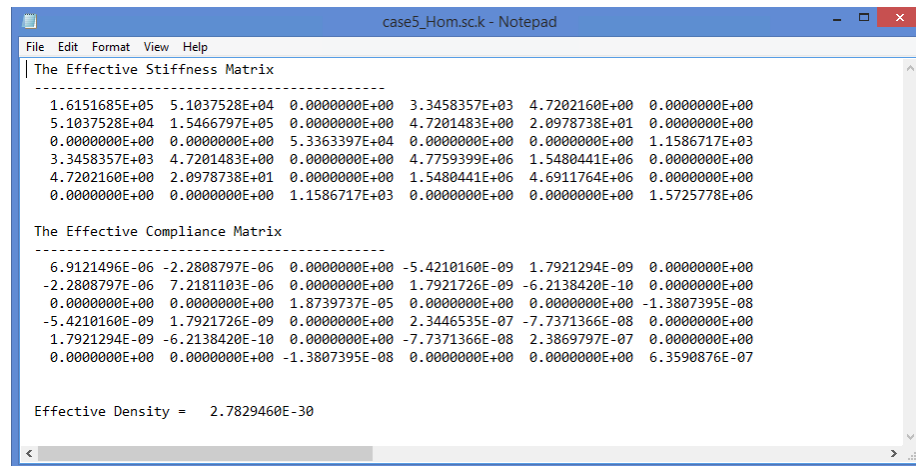 case5_Hom.sc.k - Notepad
File Edit Format View Help
The Effective Stiffness Matrix
--------------------------------------------
1.6151685E+05 5.1037528E+04 0.0000000E+00 3.3458357E+03 4.7202160E+00 0.0000000E+00
5.1037528E+04 1.5466797E+05 0.0000000E+00 4.7201483E+00 2.0978738E+01 0.0000000E+00
0.0000000E+00 0.0000000E+00 5.3363397E+04 0.0000000E+00 0.0000000E+00 1.1586717E+03
3.3458357E+03 4.7201483E+00 0.0000000E+00 4.7759399E+06 1.5480441E+06 0.0000000E+00
4.7202160E+00 2.0978738E+01 0.0000000E+00 1.5480441E+06 4.6911764E+06 0.0000000E+00
0.0000000E+00 0.0000000E+00 1.1586717E+03 0.0000000E+00 0.0000000E+00 1.5725778E+06
The Effective Compliance Matrix
--------------------------------------------
6.9121496E-06 -2.2808797E-06 0.0000000E+00 -5.4210160E-09 1.7921294E-09 0.0000000E+00
-2.2808797E-06 7.2181103E-06 0.0000000E+00 1.7921726E-09 -6.2138420E-10 0.0000000E+00
0.0000000E+00 0.0000000E+00 1.8739737E-05 0.0000000E+00 0.0000000E+00 -1.3807395E-08
-5.4210160E-09 1.7921726E-09 0.0000000E+00 2.3446535E-07 -7.7371366E-08 0.0000000E+00
1.7921294E-09 -6.2138420E-10 0.0000000E+00 -7.7371366E-08 2.3869797E-07 0.0000000E+00
0.0000000E+00 0.0000000E+00 -1.3807395E-08 0.0000000E+00 0.0000000E+00 6.3590876E-07
Effective Density = 2.7829460E-30